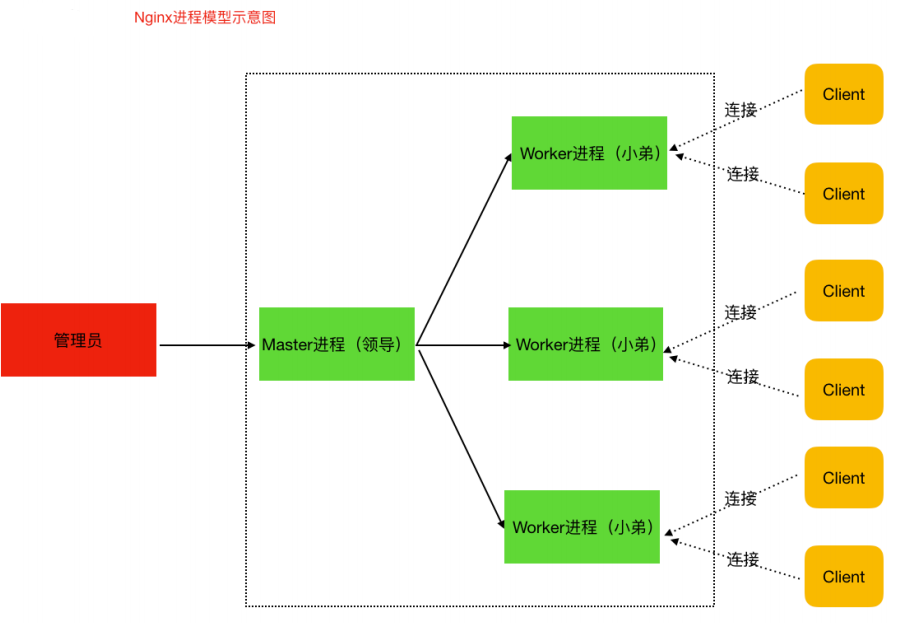 Nginx进程模型示意图
Client
连接
Worker进程（小弟）
连接
Client
Client
连接
管理员
Master进程（领导）
Worker进程（小弟）
连接
Client
Client
连接
Worker进程（小弟）
连接
Client